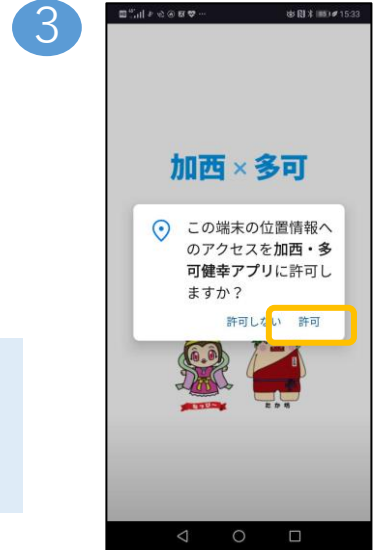 3
15:33
加西×多可
この端末の位置情報へ
のアクセスを加西・多
可健幸アプリに許可し
ますか？
許可しない 許可